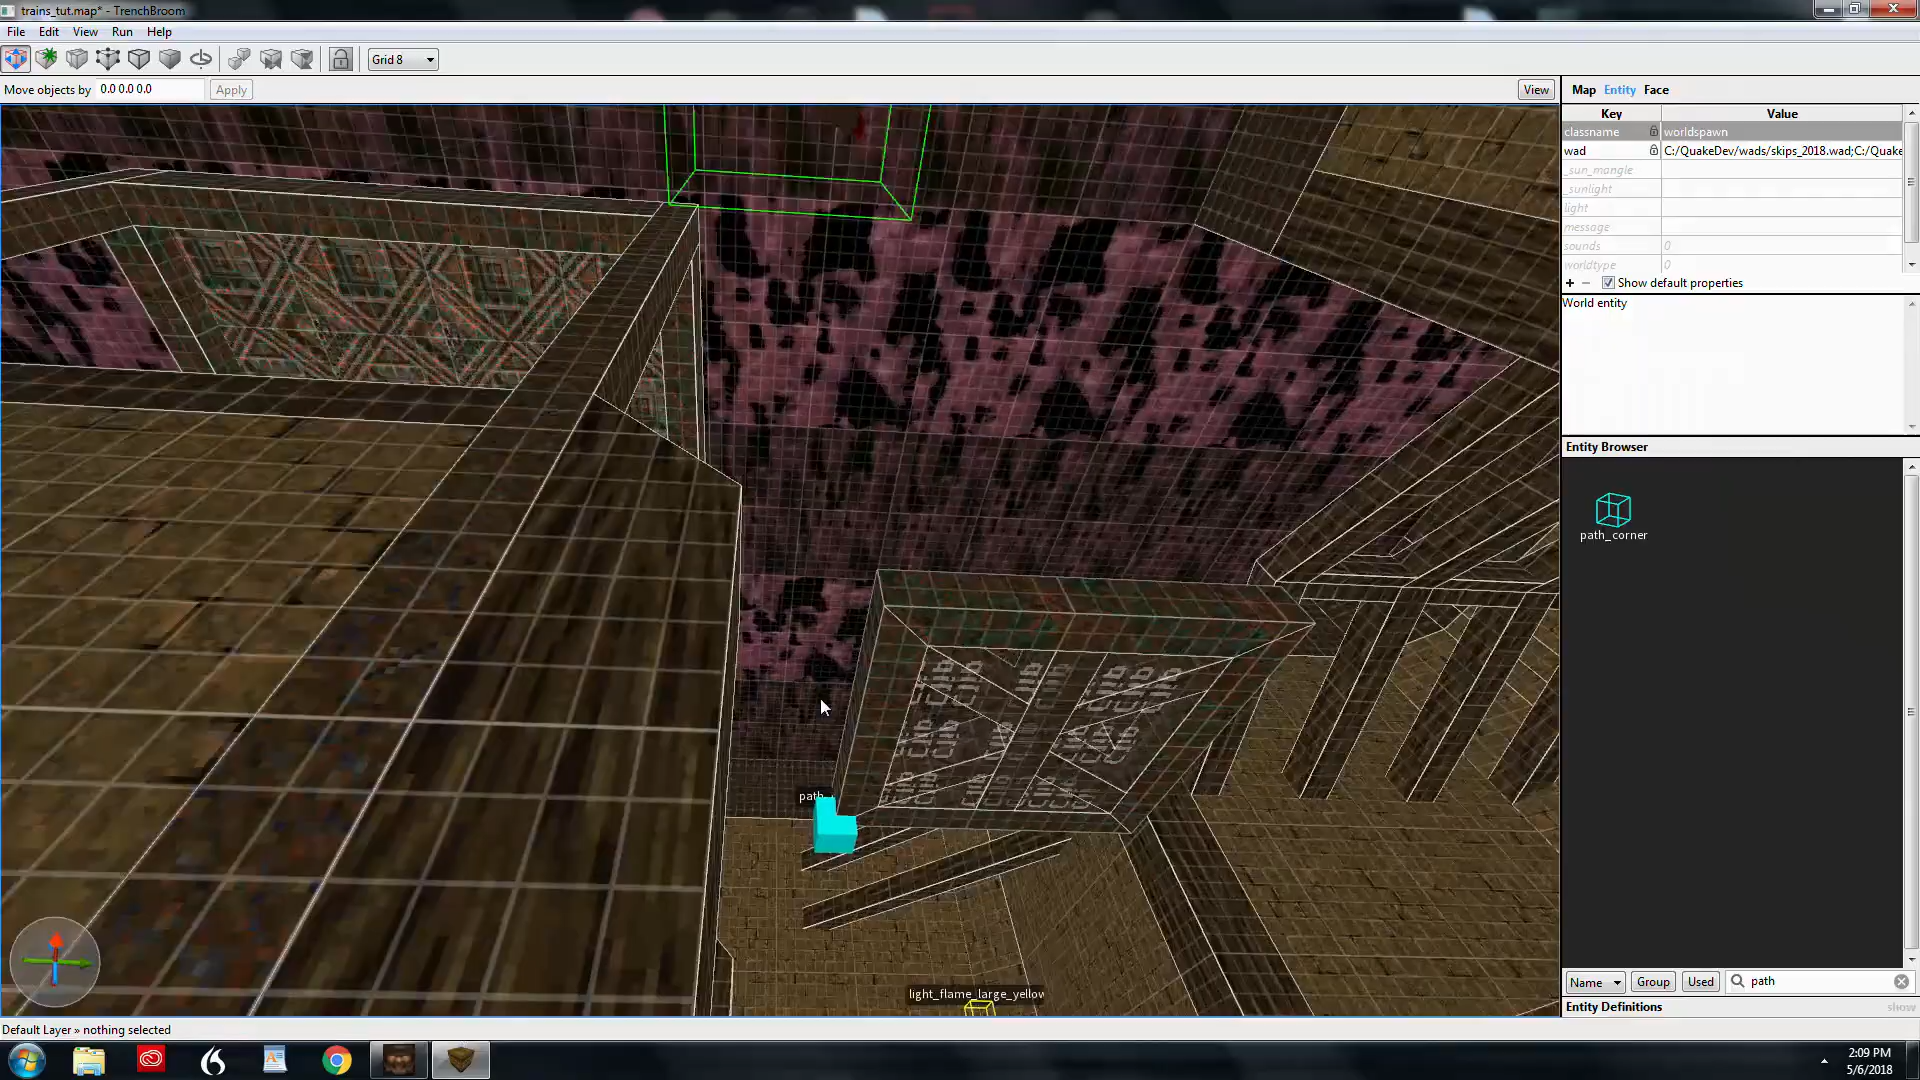 trains_tut.map* - TrenchBroom
File Edit View Run Help
Grid 8
Move objects by 0.0 0.0 0.0 Apply
View
Map Entity Face
Key Value
classname worldspawn
wad C:/QuakeDev/wads/skips_2018.wad;C:/Quake
_sun_mangle
_sunlight
light
message
sounds 0
worldtype 0
+ − Show default properties
World entity
Entity Browser
path_corner
path_
light_flame_large_yellow
Name Group Used path
Entity Definitions show
Default Layer » nothing selected
2:09 PM
5/6/2018